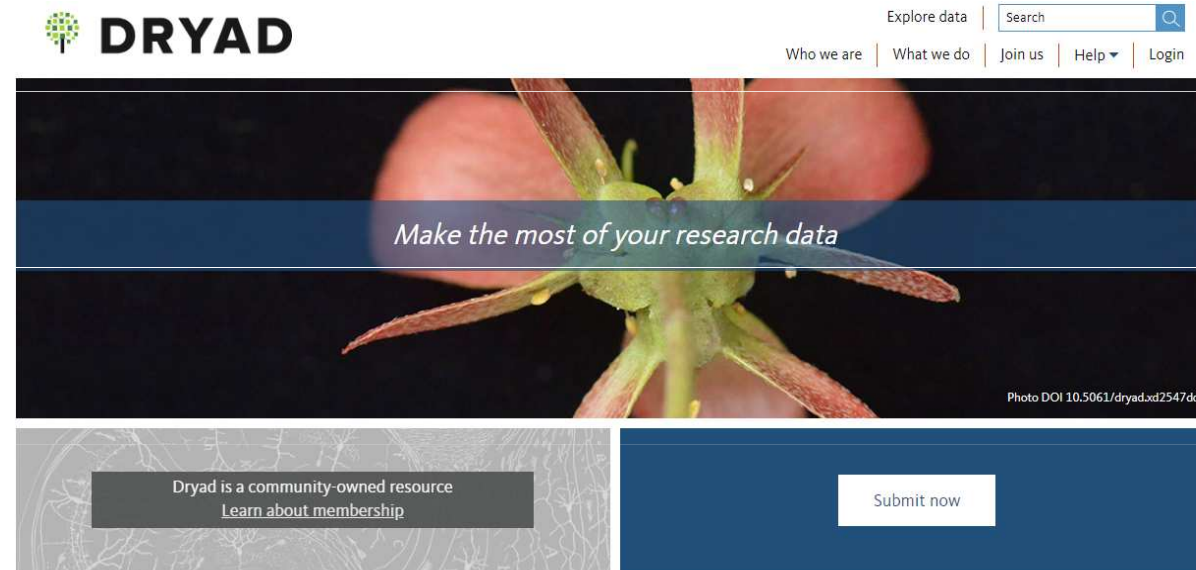 DRYAD
Explore data
Search
Who we are
What we do
Join us
Help
Login
Make the most of your research data
Photo DOI 10.5061/dryad.xd2547dd
Dryad is a community-owned resource
Learn about membership
Submit now